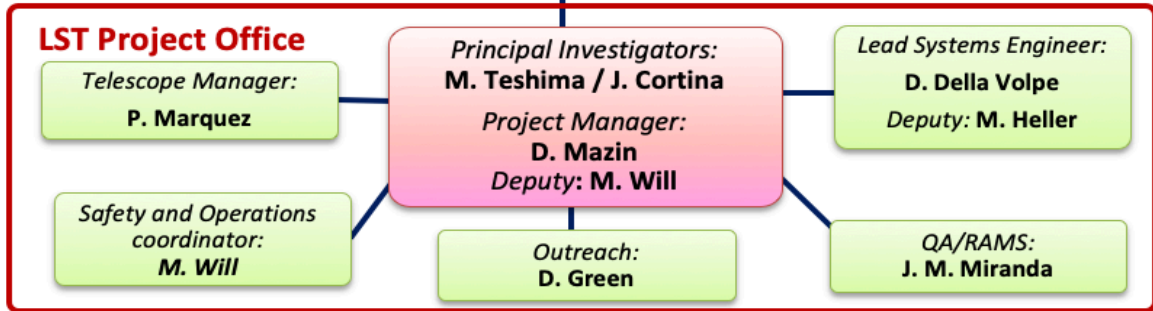 LST Project Office
Telescope Manager:
P. Marquez
Principal Investigators:
M. Teshima / J. Cortina
Project Manager:
D. Mazin
Deputy: M. Will
Lead Systems Engineer:
D. Della Volpe
Deputy: M. Heller
Safety and Operations
coordinator:
M. Will
Outreach:
D. Green
QA/RAMS:
J. M. Miranda